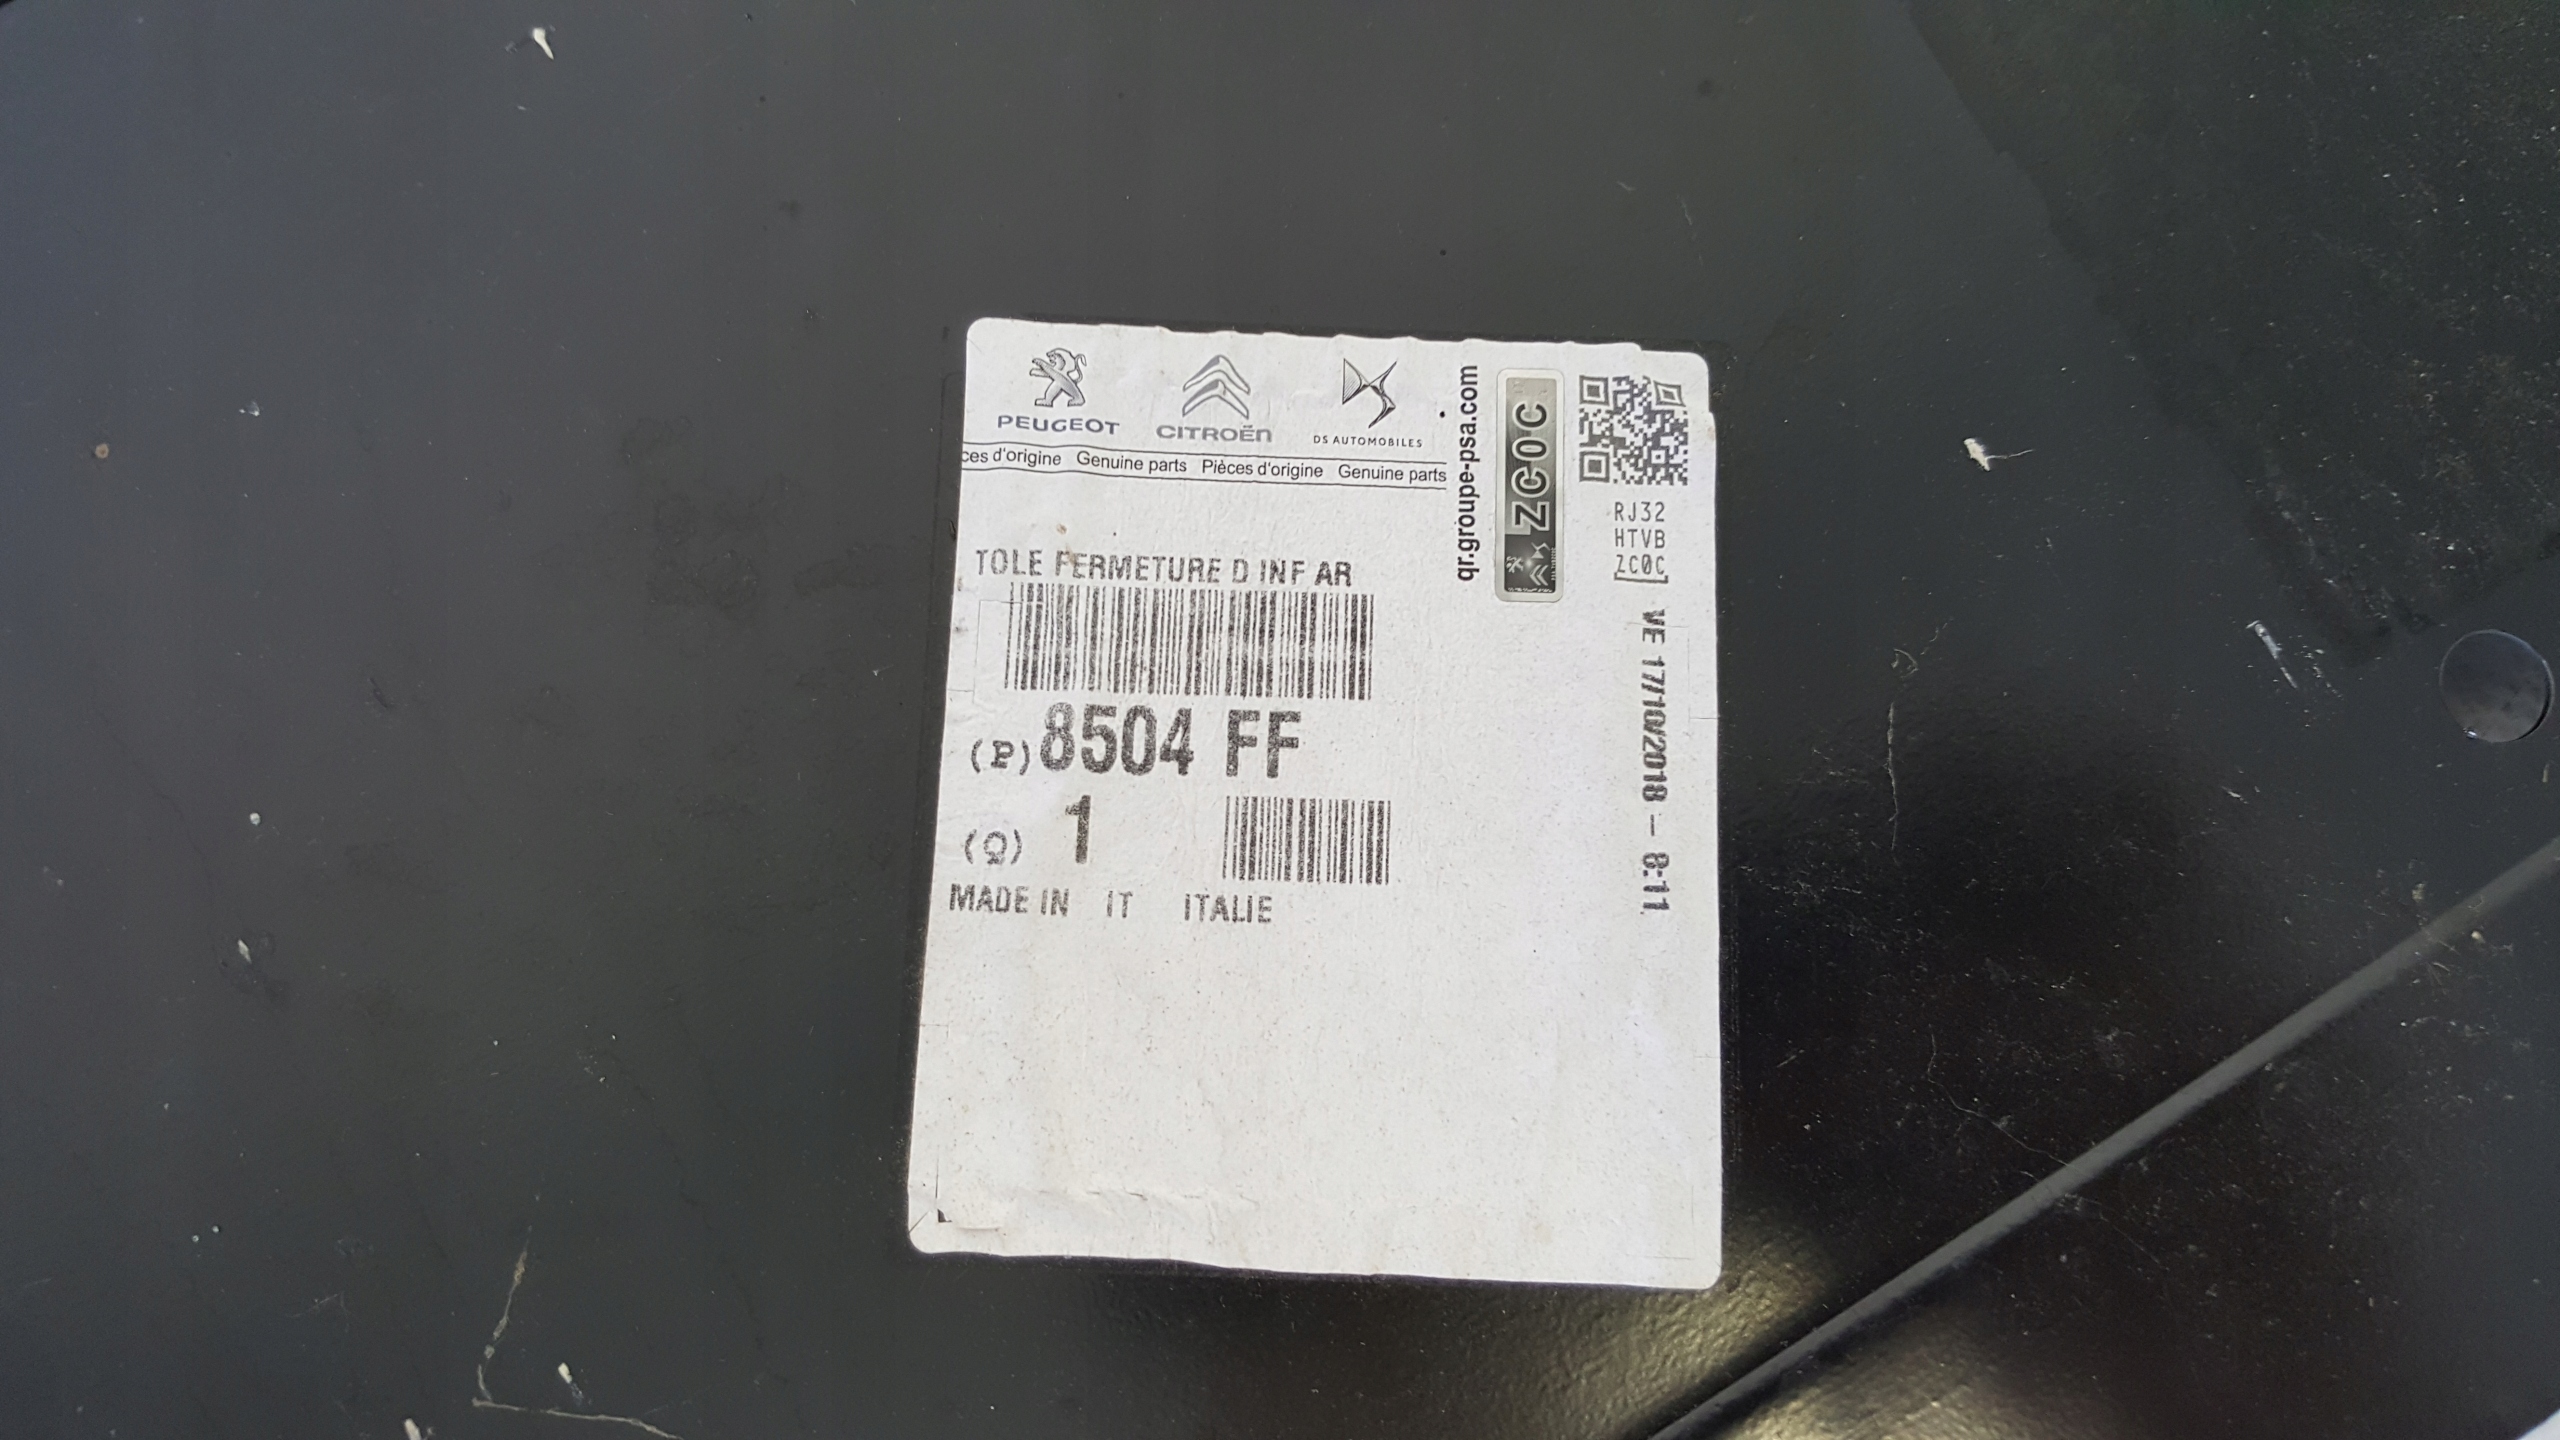 PEUGEOT CITROËN DS AUTOMOBILES
ces d'origine Genuine parts Pièces d'origine Genuine parts
qr.groupe-psa.com
ZC0C
RJ32
HTVB
ZC0C
TOLE FERMETURE D INF AR
(P) 8504 FF
(Q) 1
MADE IN IT ITALIE
VE 17/10/2018 – 8:11